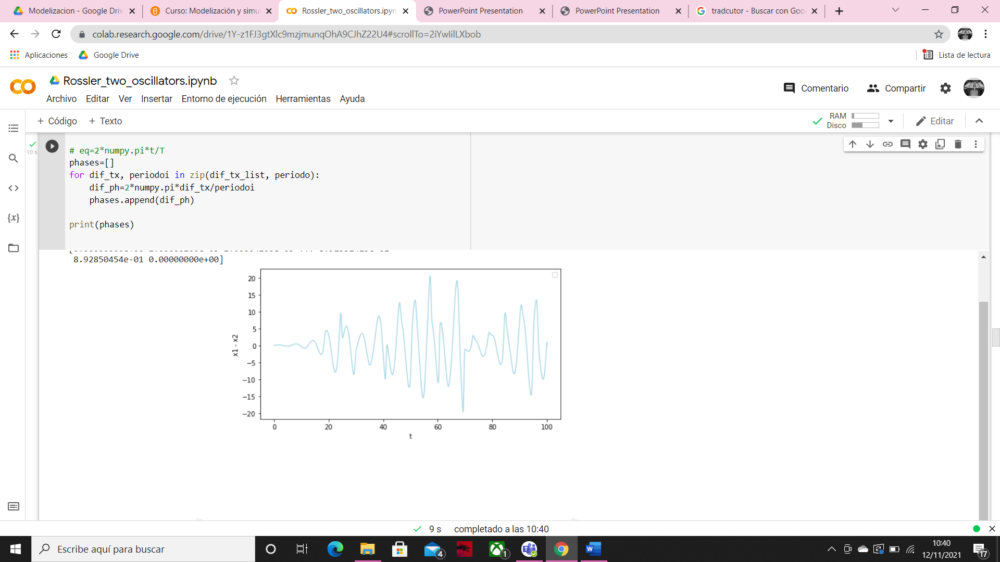 Modelizacion - Google Driv
Curso: Modelización y simul
Rossler_two_oscillators.ipyn
PowerPoint Presentation
PowerPoint Presentation
tradcutor - Buscar con Goo
colab.research.google.com/drive/1Y-z1FJ3gtXlc9mzjmunqOhA9CJhZ22U4#scrollTo=2iYwIilLXbob
Aplicaciones
Google Drive
Lista de lectura
Rossler_two_oscillators.ipynb
Comentario
Compartir
Archivo Editar Ver Insertar Entorno de ejecución Herramientas Ayuda
+ Código + Texto
RAM
Disco
Editar
10 s
# eq=2*numpy.pi*t/T
phases=[]
for dif_tx, periodoi in zip(dif_tx_list, periodo):
dif_ph=2*numpy.pi*dif_tx/periodoi
phases.append(dif_ph)
print(phases)
{x}
8.92850454e-01 0.00000000e+00]
20
15
10
5
0
−5
−10
−15
−20
x1 - x2
0 20 40 60 80 100
t
9 s completado a las 10:40
Escribe aquí para buscar
4
1
10:40
12/11/2021
17